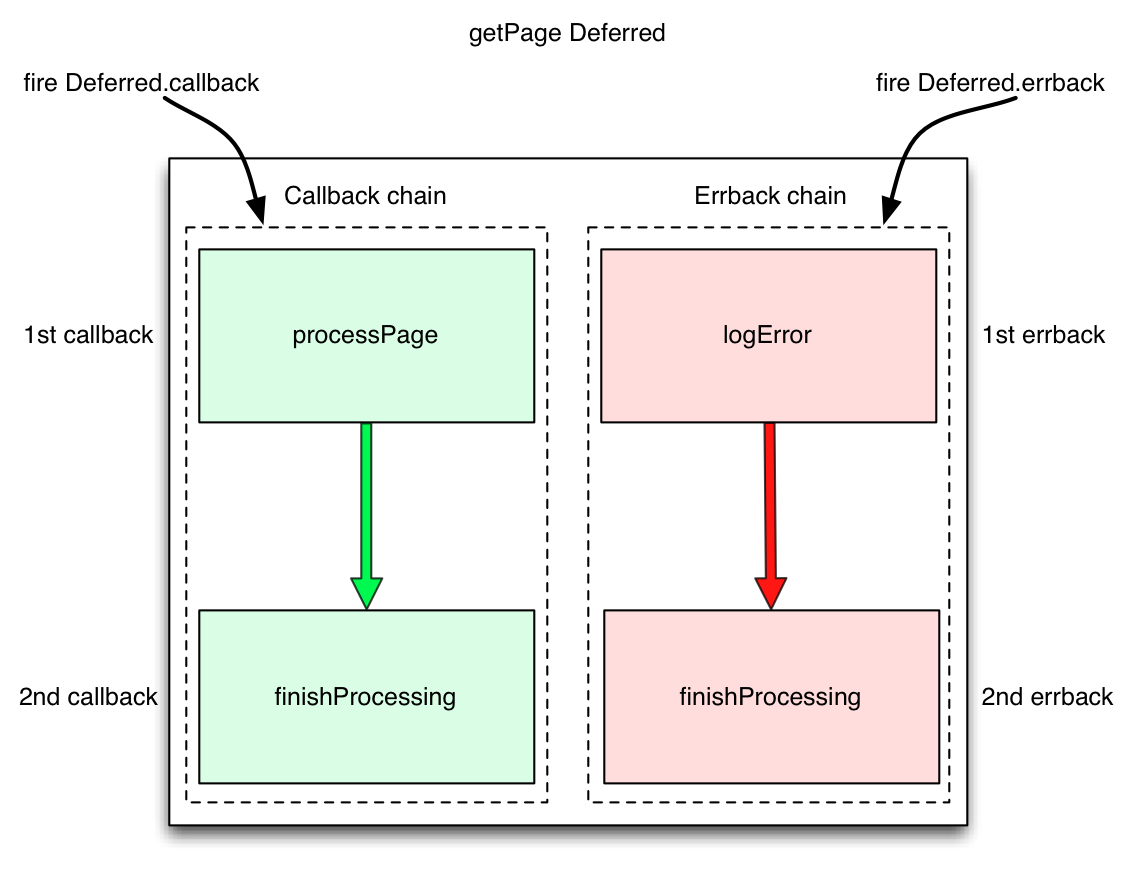 getPage Deferred
fire Deferred.callback
fire Deferred.errback
Callback chain
Errback chain
1st callback
processPage
logError
1st errback
2nd callback
finishProcessing
finishProcessing
2nd errback